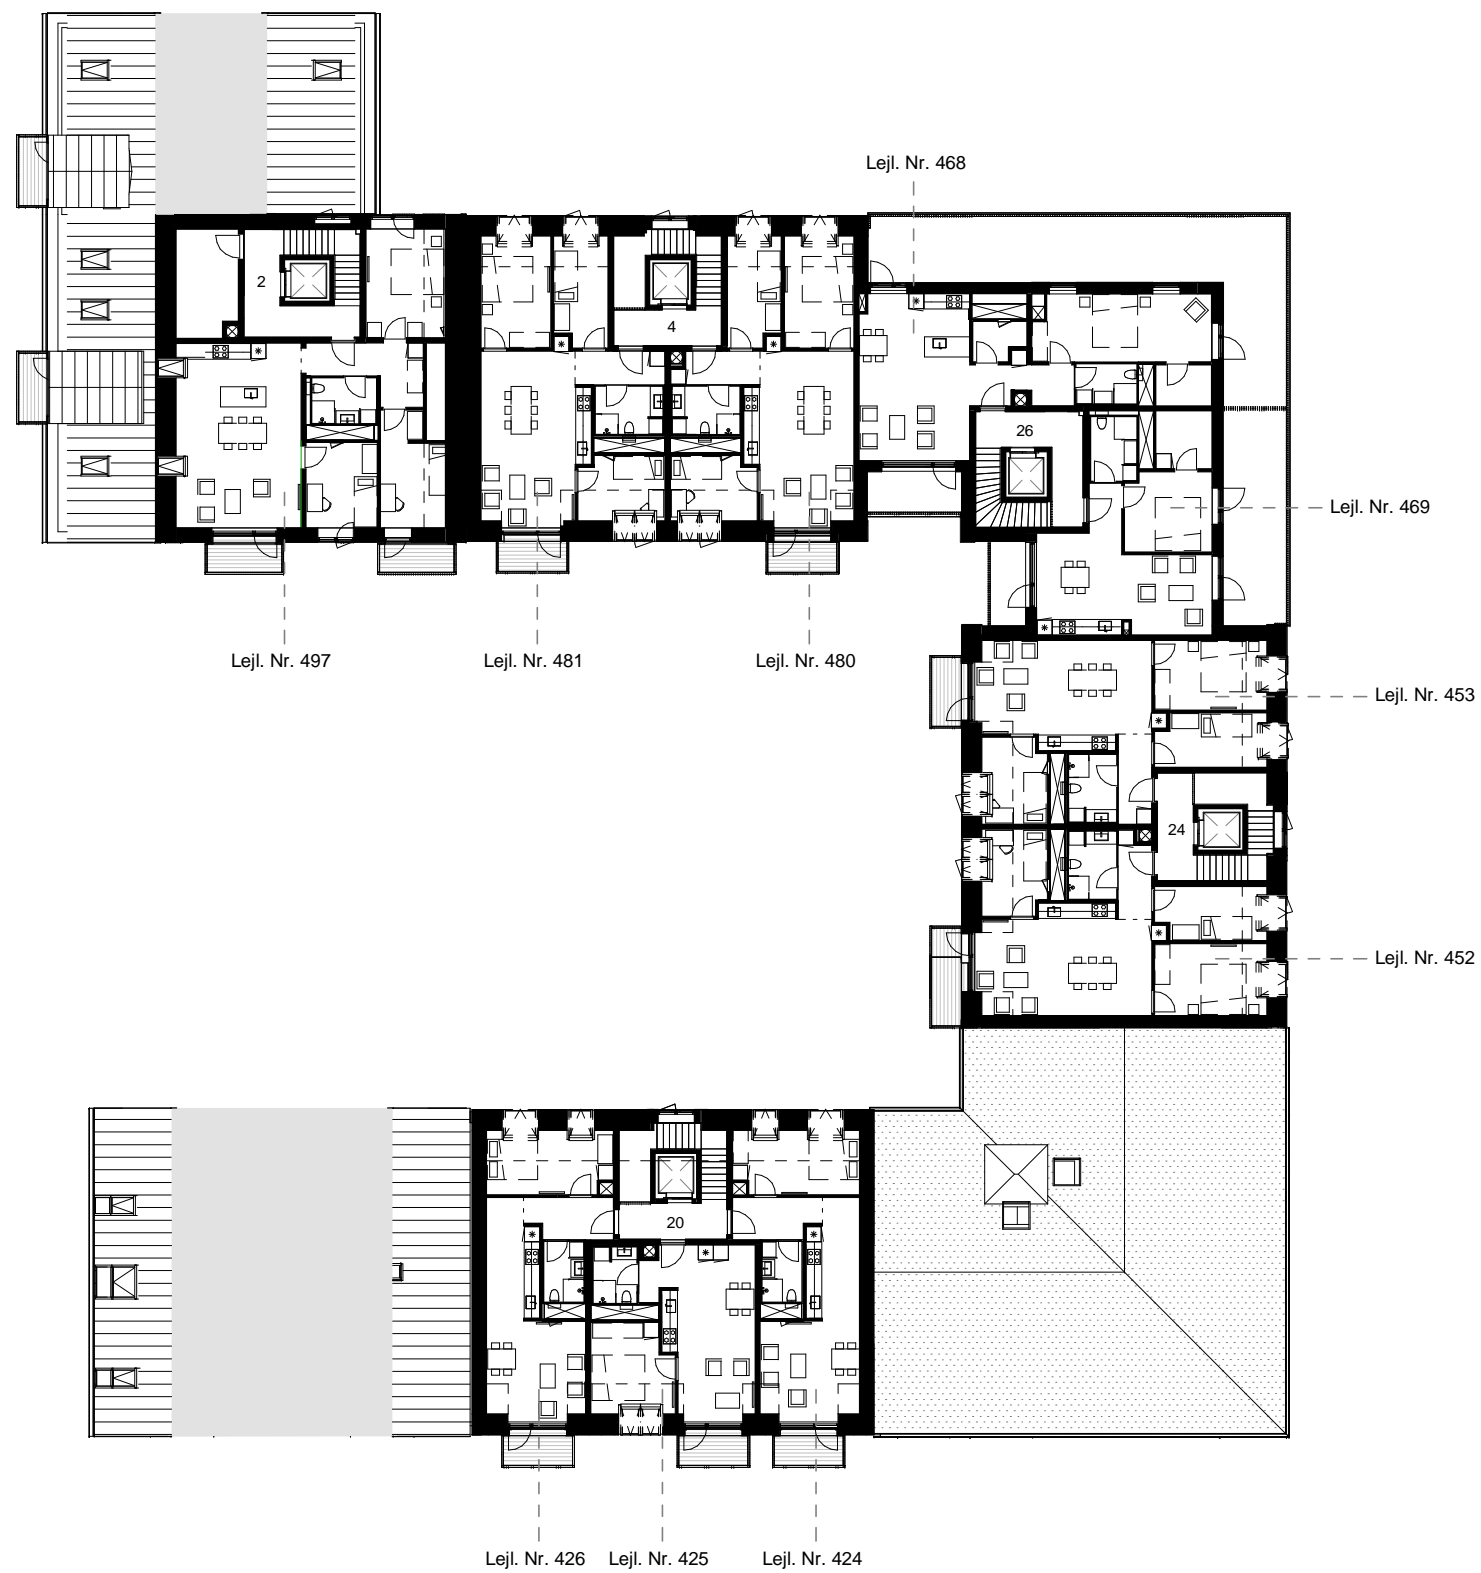 Lejl. Nr. 468
2
4
26
Lejl. Nr. 469
Lejl. Nr. 497
Lejl. Nr. 481
Lejl. Nr. 480
Lejl. Nr. 453
24
Lejl. Nr. 452
20
Lejl. Nr. 426
Lejl. Nr. 425
Lejl. Nr. 424